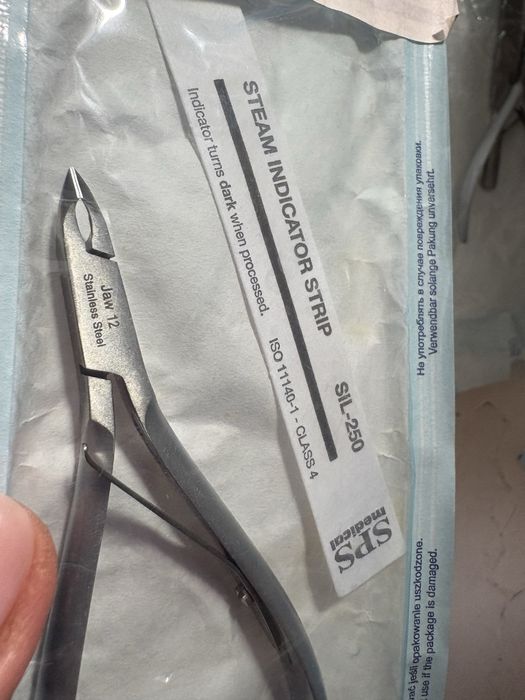 STEAM INDICATOR STRIP
SIL-250
Indicator turns dark when processed.
ISO 11140-1 - CLASS 4
SPS
medical
Jaw 12
Stainless Steel
Не употреблять в случае повреждения упаковки.
Verwendbar solange Pakung unversehrt.
jeśli opakowanie uszkodzone.
use if the package is damaged.